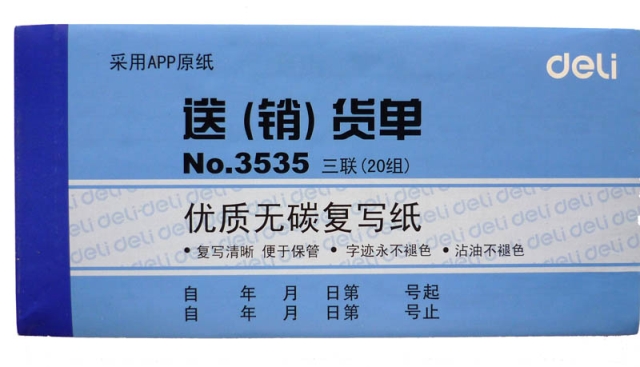 采用APP原纸
deli
送(销)货单
No.3535 三联(20组)
优质无碳复写纸
•复写清晰 便于保管 •字迹永不褪色 •沾油不褪色
自 年 月 日第 号起
自 年 月 日第 号止